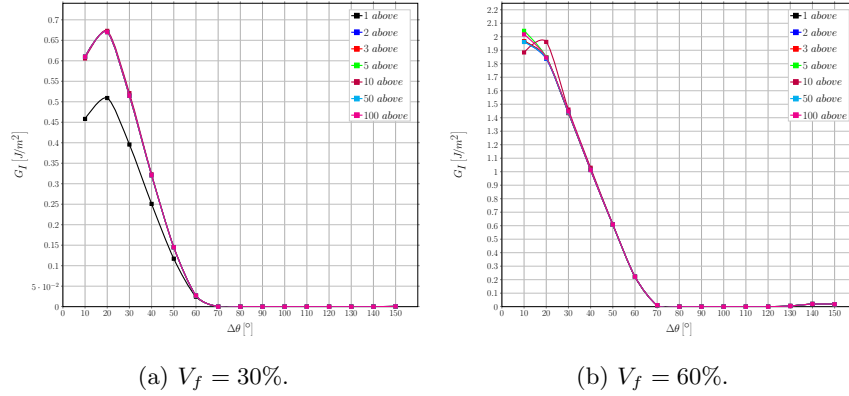 0.7
0.65
0.6
0.55
0.5
0.45
0.4
0.35
0.3
0.25
0.2
0.15
0.1
5 · 10⁻²
0
G_I [J/m²]
0 10 20 30 40 50 60 70 80 90 100 110 120 130 140 150
Δθ [°]
1 above
2 above
3 above
5 above
10 above
50 above
100 above
(a) V_f = 30%.
2.2
2.1
2
1.9
1.8
1.7
1.6
1.5
1.4
1.3
1.2
1.1
1
0.9
0.8
0.7
0.6
0.5
0.4
0.3
0.2
0.1
0
G_I [J/m²]
0 10 20 30 40 50 60 70 80 90 100 110 120 130 140 150
Δθ [°]
1 above
2 above
3 above
5 above
10 above
50 above
100 above
(b) V_f = 60%.